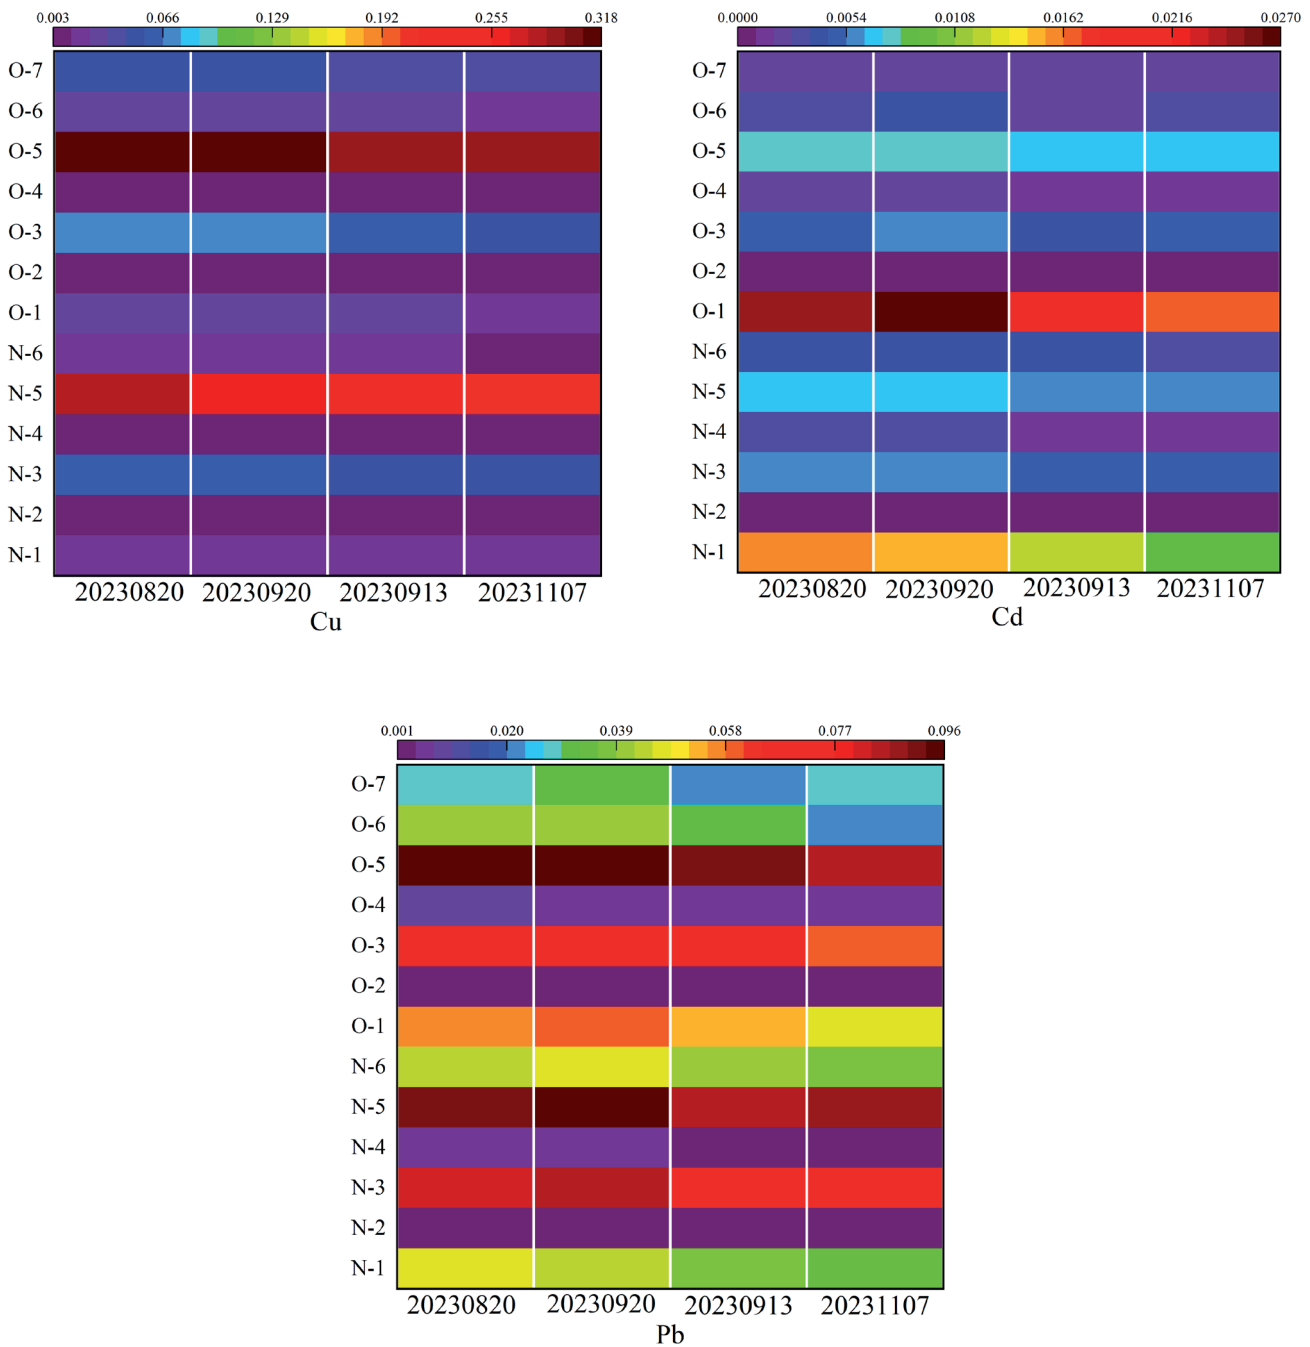 0.003 0.066 0.129 0.192 0.255 0.318
O-7
O-6
O-5
O-4
O-3
O-2
O-1
N-6
N-5
N-4
N-3
N-2
N-1
20230820 20230920 20230913 20231107
Cu
0.0000 0.0054 0.0108 0.0162 0.0216 0.0270
O-7
O-6
O-5
O-4
O-3
O-2
O-1
N-6
N-5
N-4
N-3
N-2
N-1
20230820 20230920 20230913 20231107
Cd
0.001 0.020 0.039 0.058 0.077 0.096
O-7
O-6
O-5
O-4
O-3
O-2
O-1
N-6
N-5
N-4
N-3
N-2
N-1
20230820 20230920 20230913 20231107
Pb